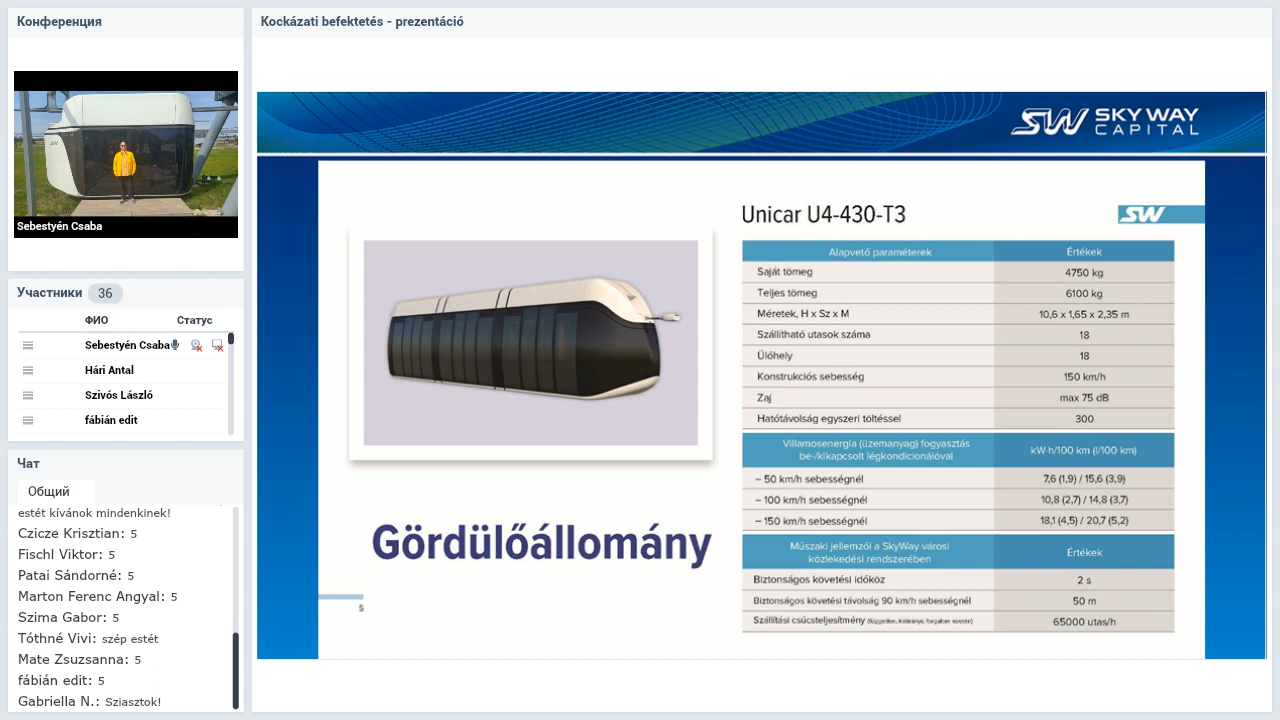 Конференция
Sebestyén Csaba
Участники 36
ФИО Статус
Sebestyén Csaba
Hári Antal
Szivós László
fábián edit
Чат
Общий
estét kívánok mindenkinek!
Czicze Krisztian: 5
Fischl Viktor: 5
Patai Sándorné: 5
Marton Ferenc Angyal: 5
Szima Gabor: 5
Tóthné Vivi: szép estét
Mate Zsuzsanna: 5
fábián edit: 5
Gabriella N.: Sziasztok!
Kockázati befektetés - prezentáció
SW SKY WAY
CAPITAL
Unicar U4-430-T3
SW
Alapvető paraméterek Értékek
Saját tömeg 4750 kg
Teljes tömeg 6100 kg
Méretek, H x Sz x M 10,6 x 1,65 x 2,35 m
Szállítható utasok száma 18
Ülőhely 18
Konstrukciós sebesség 150 km/h
Zaj max 75 dB
Hatótávolság egyszeri töltéssel 300
Villamosenergia (üzemanyag) fogyasztás
be-/kikapcsolt légkondicionálóval
kW·h/100 km (l/100 km)
– 50 km/h sebességnél 7,6 (1,9) / 15,6 (3,9)
– 100 km/h sebességnél 10,8 (2,7) / 14,8 (3,7)
– 150 km/h sebességnél 18,1 (4,5) / 20,7 (5,2)
Műszaki jellemzői a SkyWay városi
közlekedési rendszerében
Értékek
Biztonságos követési időköz 2 s
Biztonságos követési távolság 90 km/h sebességnél 50 m
Szállítási csúcsteljesítmény (független, kétirányú forgalom esetén) 65000 utas/h
Gördülőállomány
5